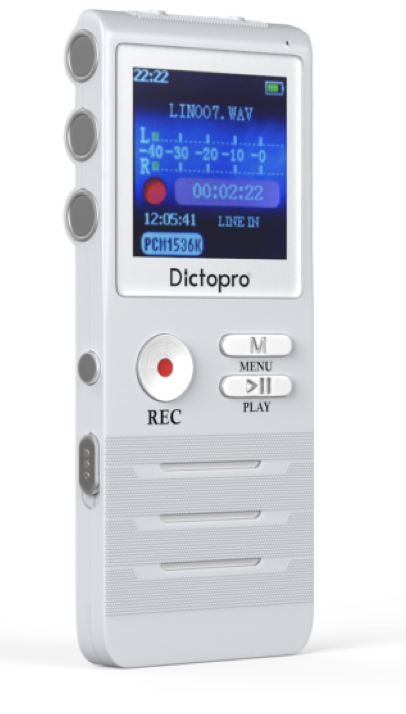 22:22
LIN007.WAV
L
-40 -30 -20 -10 -0
R
00:02:22
12:05:41 LINE IN
PCM1536K
Dictopro
M
MENU
>II
PLAY
REC